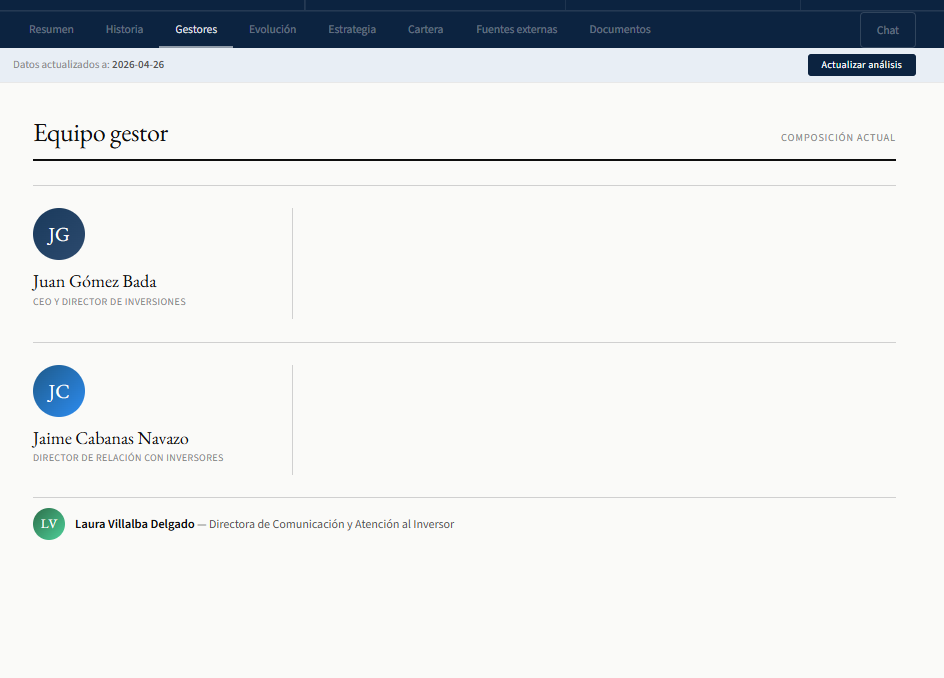 Resumen Historia Gestores Evolución Estrategia Cartera Fuentes externas Documentos Chat
Datos actualizados a: 2026-04-26 Actualizar análisis
Equipo gestor COMPOSICIÓN ACTUAL
JG
Juan Gómez Bada
CEO Y DIRECTOR DE INVERSIONES
JC
Jaime Cabanas Navazo
DIRECTOR DE RELACIÓN CON INVERSORES
LV Laura Villalba Delgado — Directora de Comunicación y Atención al Inversor